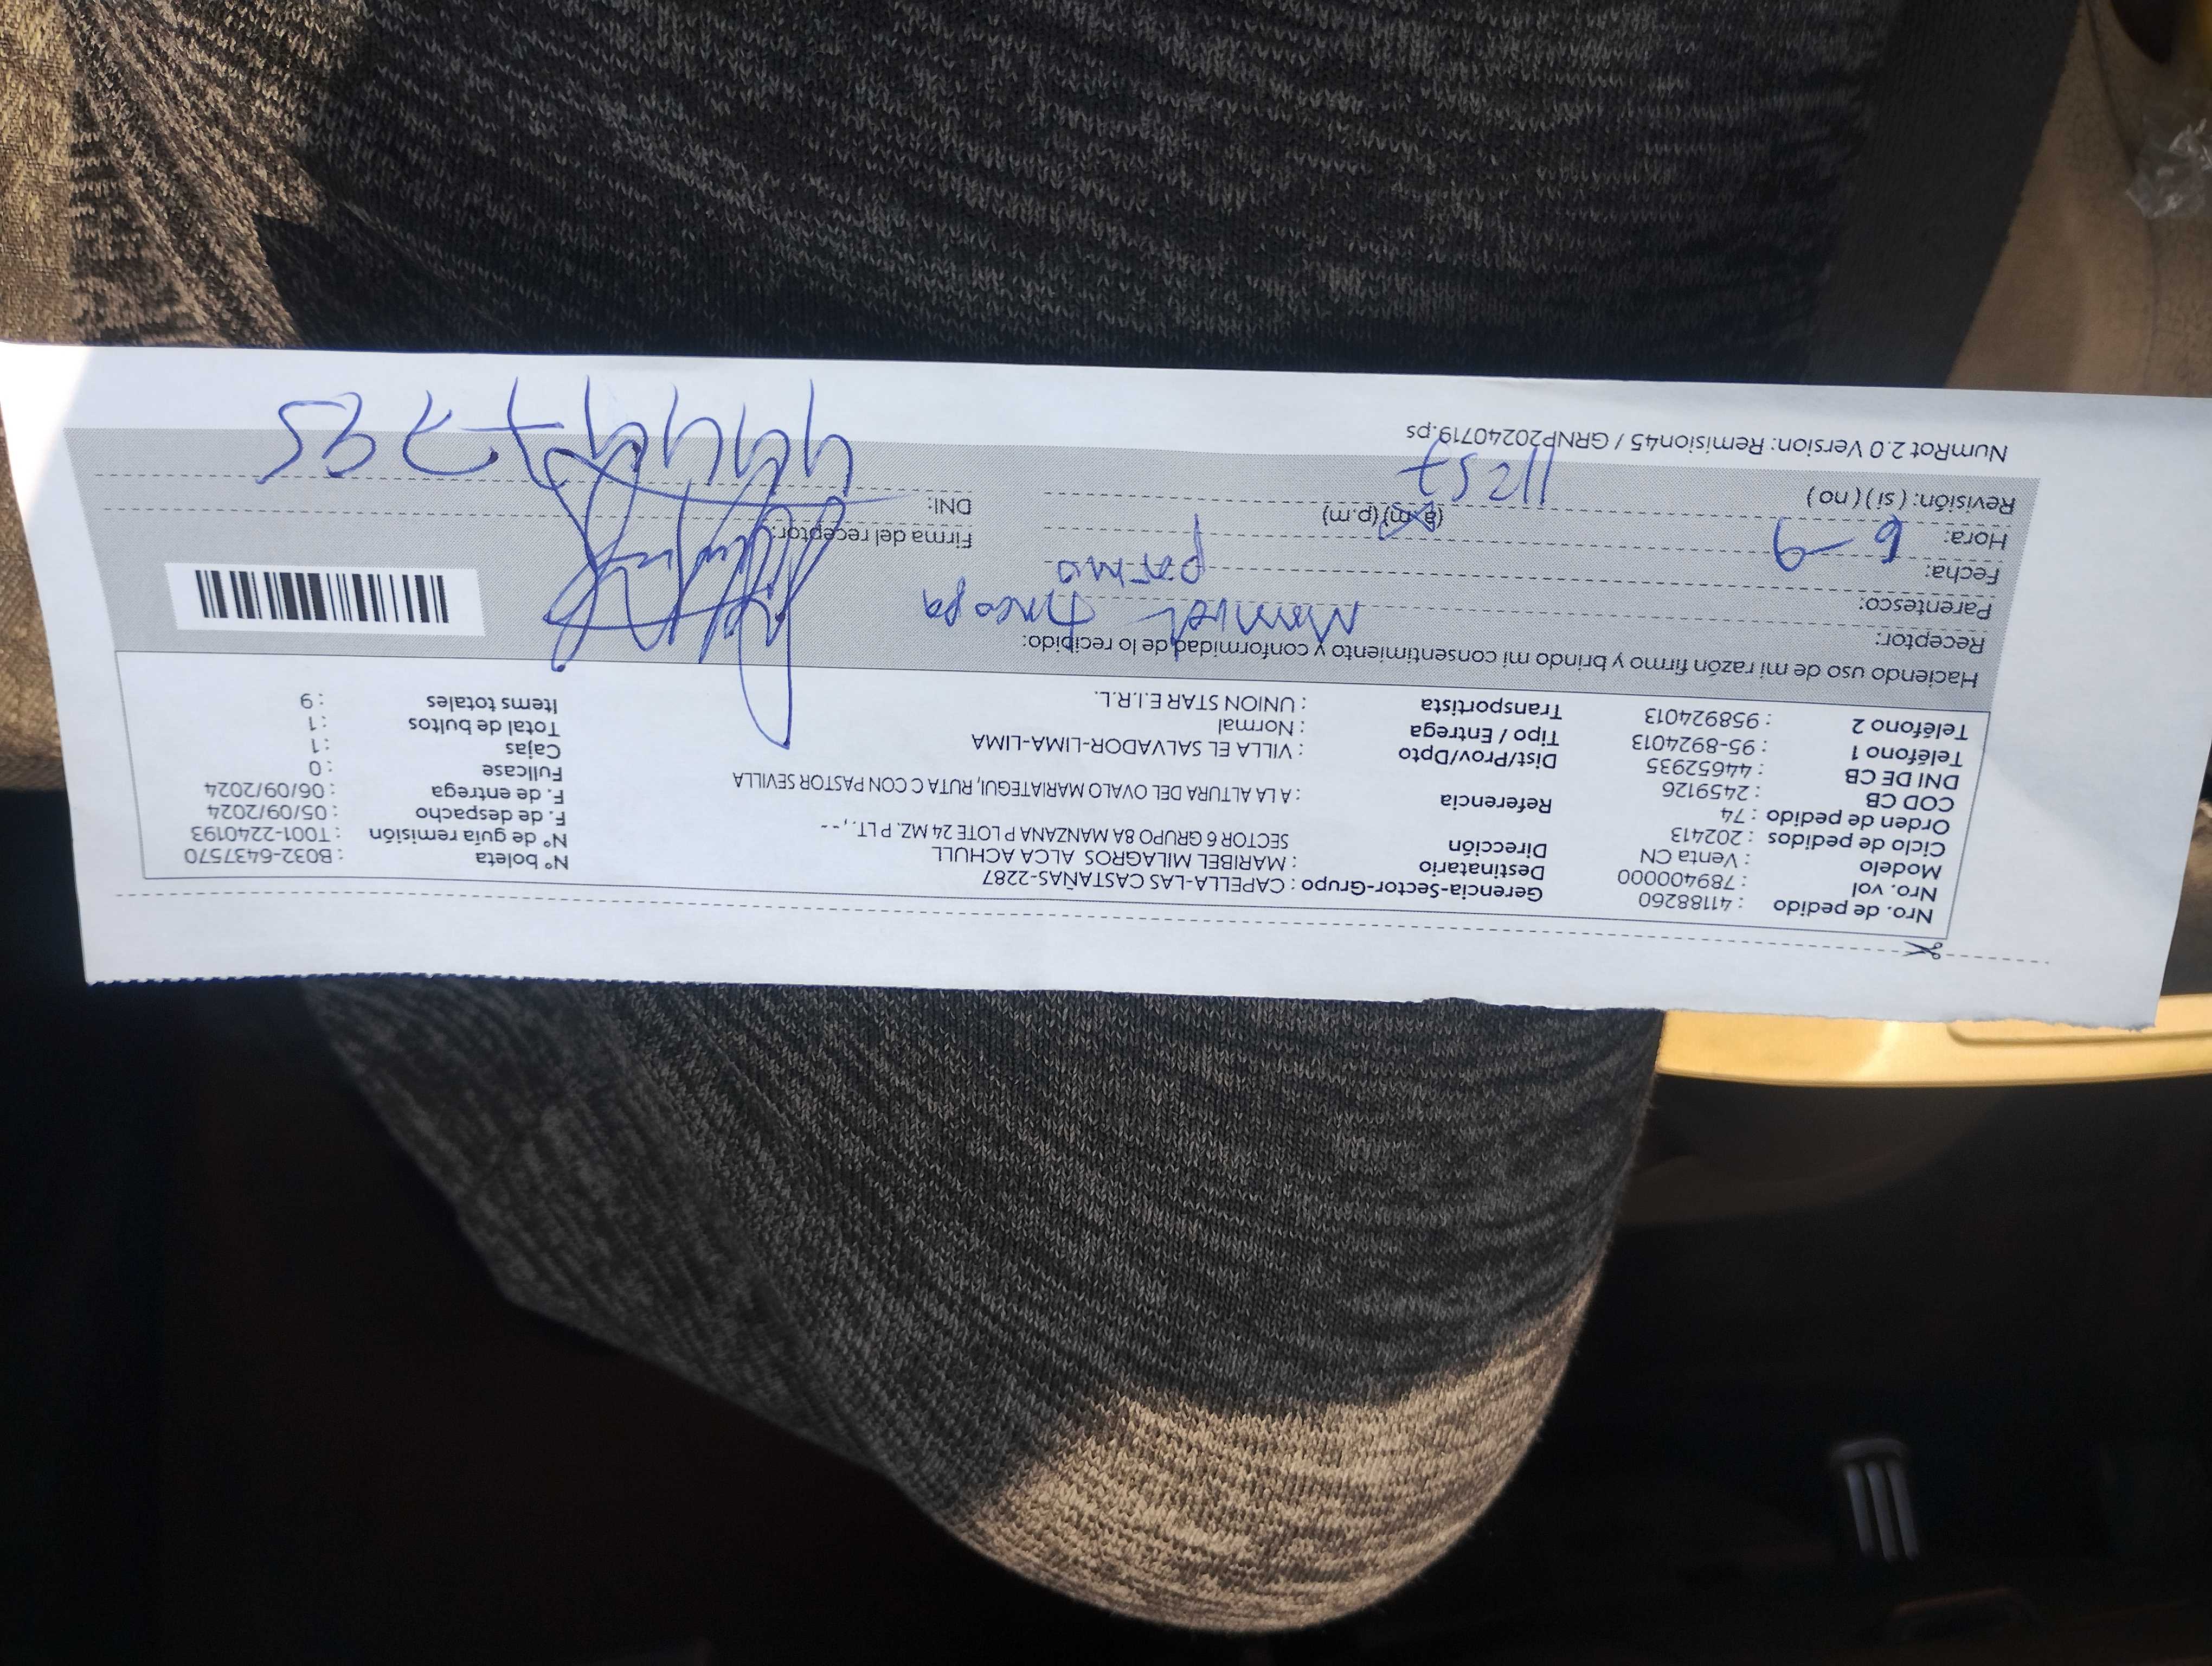 Nro. de pedido : 41188260
Nro. vol : 789400000
Modelo : Venta CN
Ciclo de pedidos : 202413
Orden de pedido : 74
COD CB : 2459126
DNI DE CB : 44652935
Teléfono 1 : 95-8924013
Teléfono 2 : 958924013
Gerencia-Sector-Grupo : CAPELLA-LAS CASTAÑAS-2287
Destinatario : MARIBEL MILAGROS ALCA ACHULL
Dirección SECTOR 6 GRUPO 8A MANZANA P LOTE 24 MZ. P LT. , - -
Referencia : A LA ALTURA DEL OVALO MARIATEGUI, RUTA C CON PASTOR SEVILLA
Dist/Prov/Dpto : VILLA EL SALVADOR-LIMA-LIMA
Tipo / Entrega : Normal
Transportista : UNION STAR E.I.R.L.
N° boleta : B032-6437570
N° de guía remisión : T001-2240193
F. de despacho : 05/09/2024
F. de entrega : 06/09/2024
Fullcase : 0
Cajas : 1
Total de bultos : 1
Items totales : 9
Haciendo uso de mi razón firmo y brindo mi consentimiento y conformidad de lo recibido:
Receptor:
Parentesco:
Fecha: 6-9
Hora: (a.m) (p.m)
Revisión: ( si ) ( no ) 11:57
Firma del receptor:
DNI:
NumRot 2.0 Version: Remision45 / GRNP20240719.ps